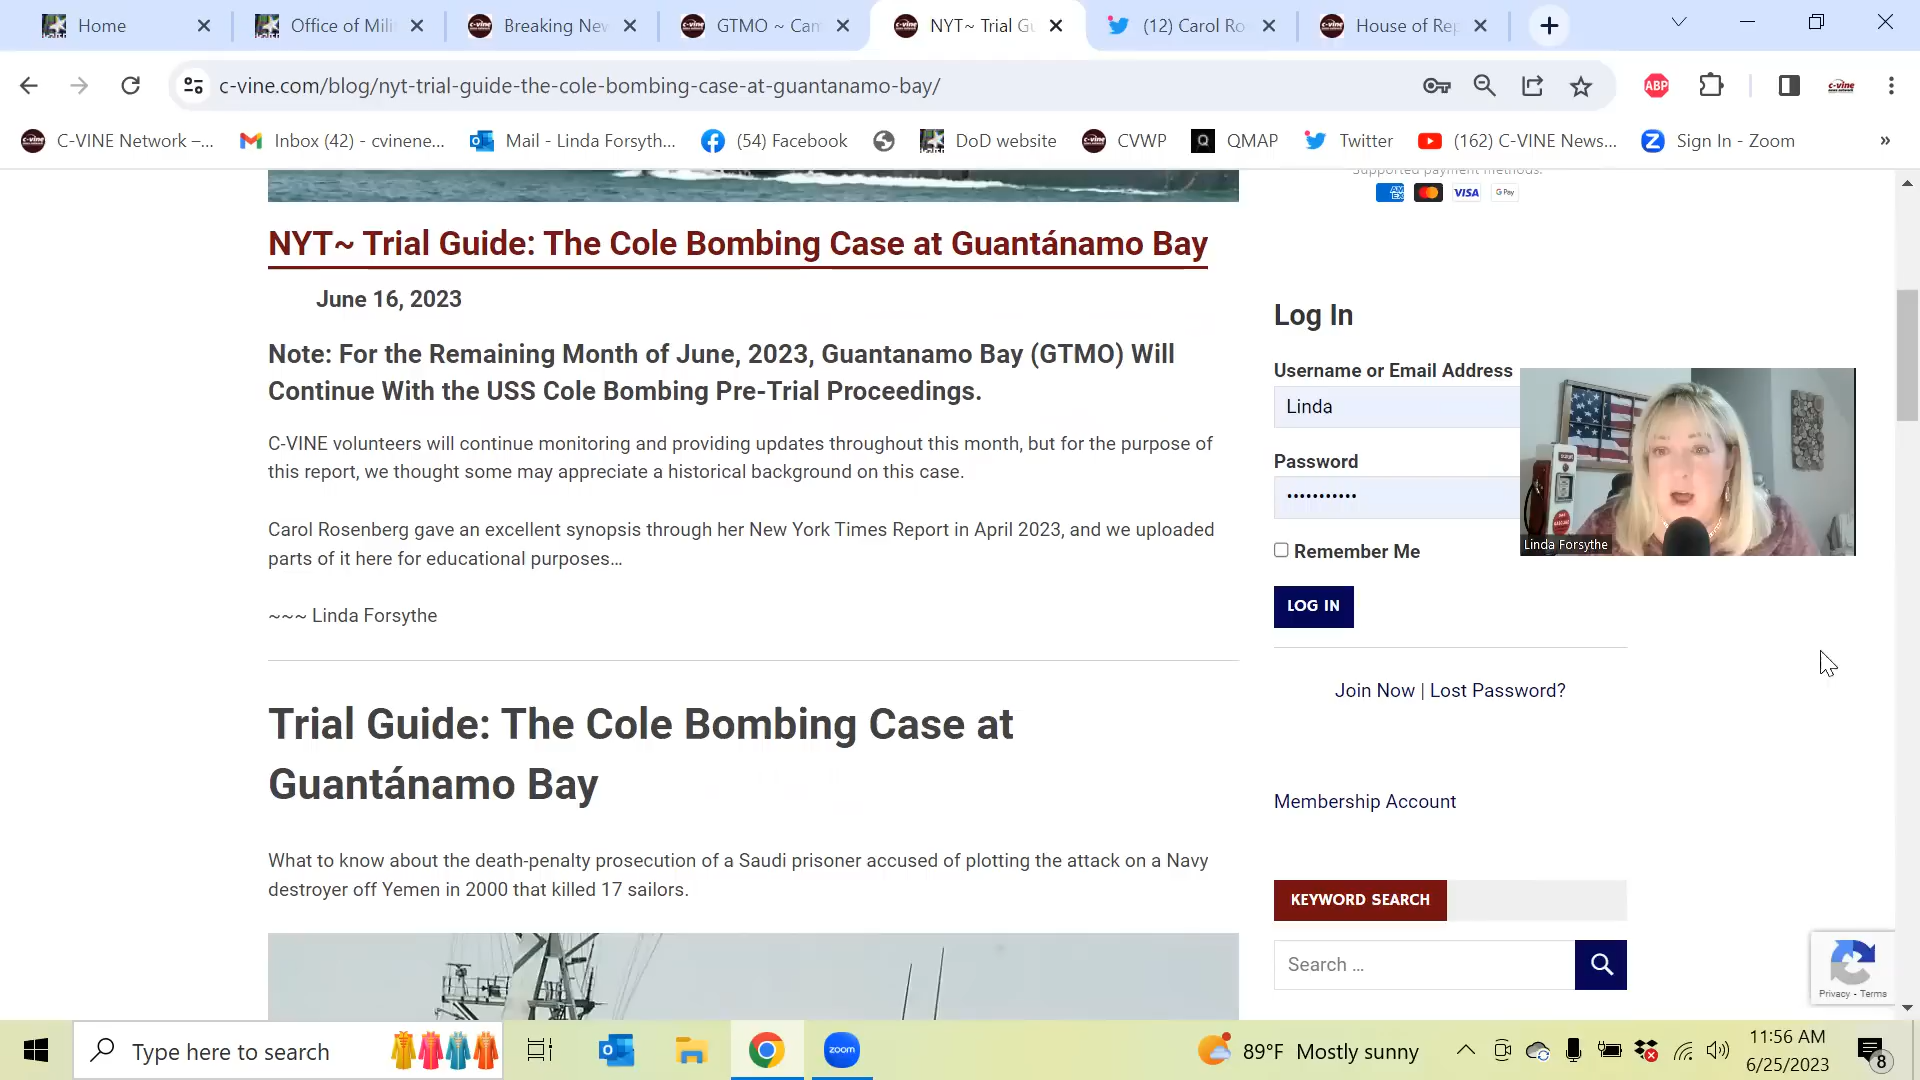 Home
Office of Mili
Breaking New
GTMO ~ Cam
NYT~ Trial Gu
(12) Carol Ro
House of Rep
c-vine.com/blog/nyt-trial-guide-the-cole-bombing-case-at-guantanamo-bay/
ABP
C-VINE Network –...
Inbox (42) - cvinene...
Mail - Linda Forsyth...
(54) Facebook
DoD website
CVWP
QMAP
Twitter
(162) C-VINE News...
Sign In - Zoom
»
Supported payment methods:
VISA
G Pay
NYT~ Trial Guide: The Cole Bombing Case at Guantánamo Bay
June 16, 2023
Note: For the Remaining Month of June, 2023, Guantanamo Bay (GTMO) Will
Continue With the USS Cole Bombing Pre-Trial Proceedings.
C-VINE volunteers will continue monitoring and providing updates throughout this month, but for the purpose of
this report, we thought some may appreciate a historical background on this case.
Carol Rosenberg gave an excellent synopsis through her New York Times Report in April 2023, and we uploaded
parts of it here for educational purposes…
~~~ Linda Forsythe
Trial Guide: The Cole Bombing Case at
Guantánamo Bay
What to know about the death-penalty prosecution of a Saudi prisoner accused of plotting the attack on a Navy
destroyer off Yemen in 2000 that killed 17 sailors.
Log In
Username or Email Address
Linda
Password
•••••••••••
Remember Me
LOG IN
Join Now | Lost Password?
Membership Account
KEYWORD SEARCH
Search …
Linda Forsythe
Privacy - Terms
Type here to search
zoom
89°F Mostly sunny
11:56 AM
6/25/2023
8